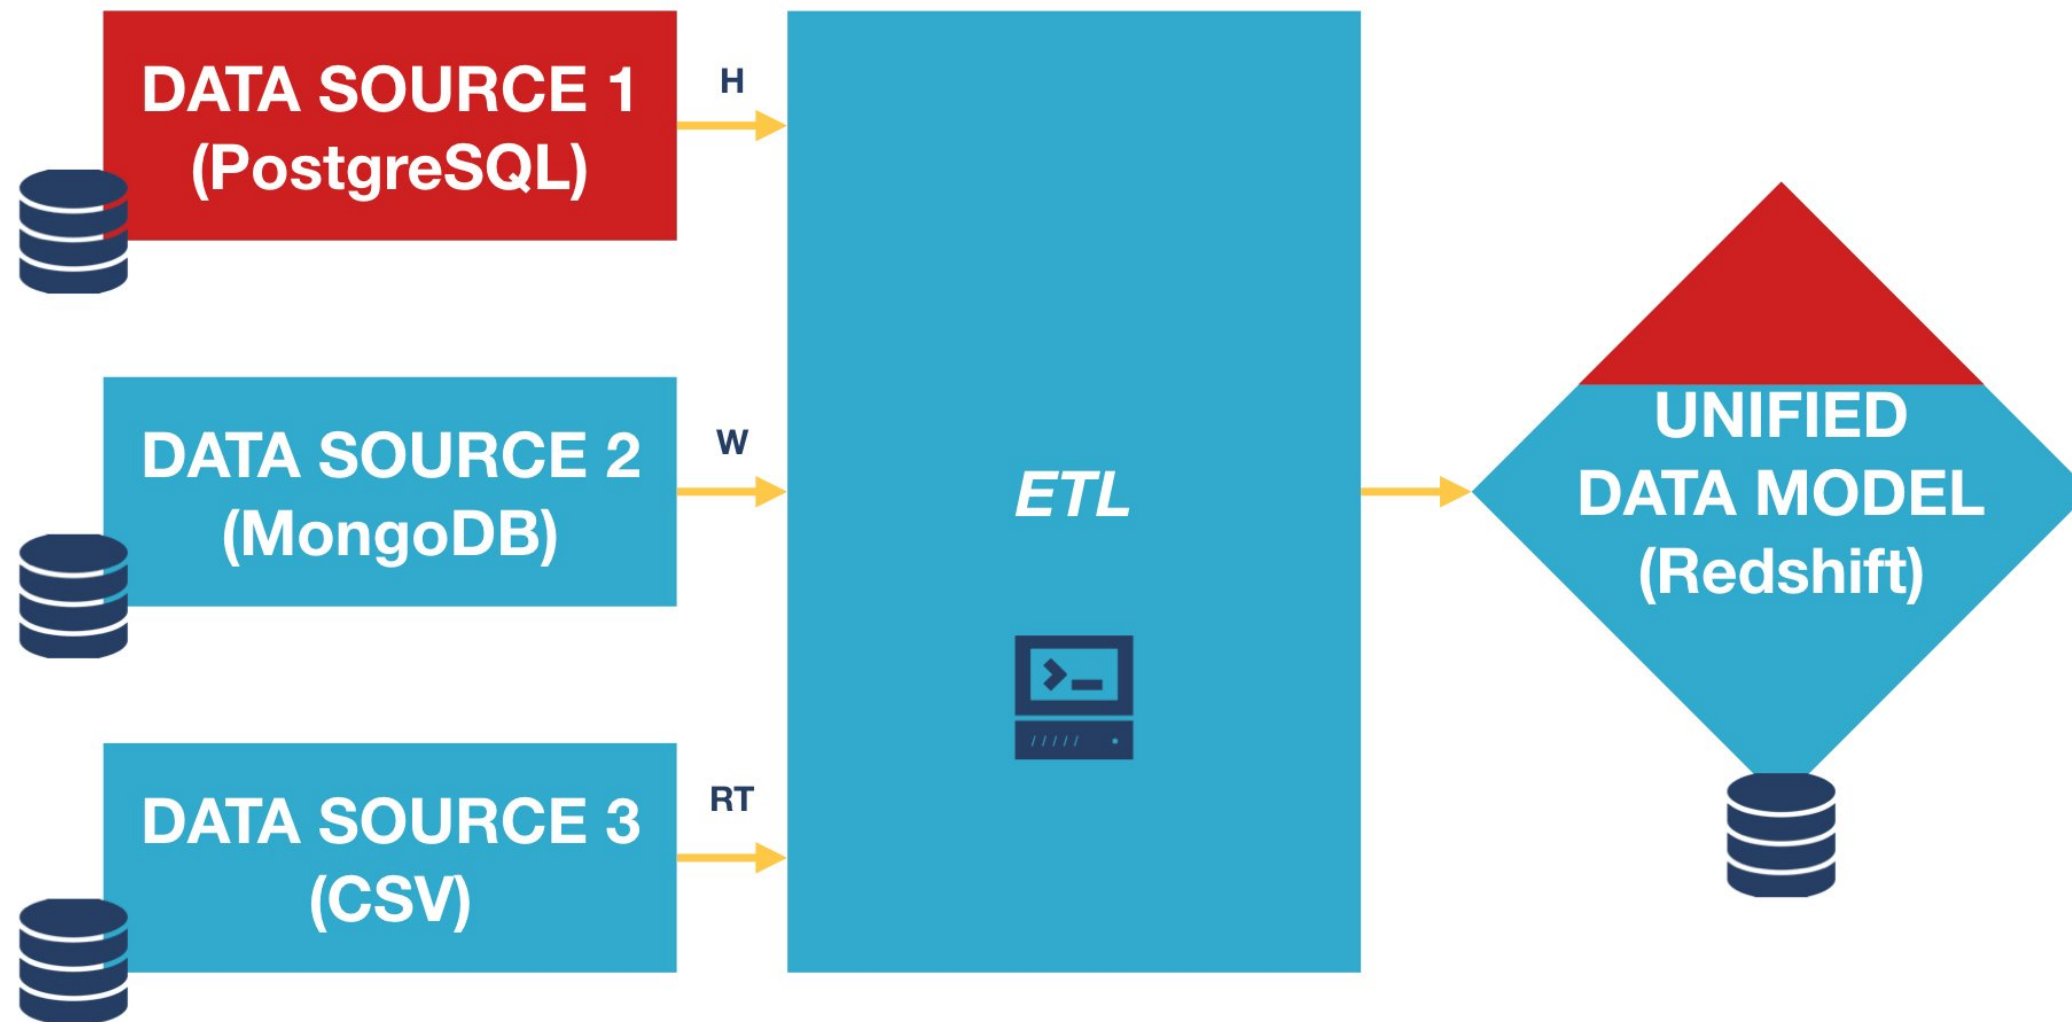 DATA SOURCE 1
(PostgreSQL)
H
DATA SOURCE 2
(MongoDB)
W
DATA SOURCE 3
(CSV)
RT
ETL
UNIFIED
DATA MODEL
(Redshift)